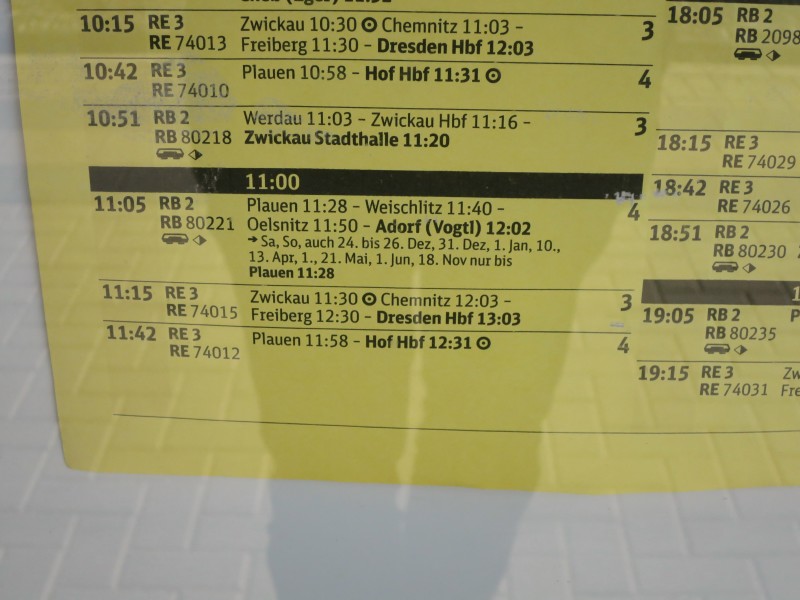 10:15 RE 3 Zwickau 10:30 Chemnitz 11:03 – 3
RE 74013 Freiberg 11:30 – Dresden Hbf 12:03
10:42 RE 3 Plauen 10:58 – Hof Hbf 11:31 4
RE 74010
10:51 RB 2 Werdau 11:03 – Zwickau Hbf 11:16 – 3
RB 80218 Zwickau Stadthalle 11:20
11:00
11:05 RB 2 Plauen 11:28 – Weischlitz 11:40 – 4
RB 80221 Oelsnitz 11:50 – Adorf (Vogtl) 12:02
➔ Sa, So, auch 24. bis 26. Dez, 31. Dez, 1. Jan, 10.,
13. Apr, 1., 21. Mai, 1. Jun, 18. Nov nur bis
Plauen 11:28
11:15 RE 3 Zwickau 11:30 Chemnitz 12:03 – 3
RE 74015 Freiberg 12:30 – Dresden Hbf 13:03
11:42 RE 3 Plauen 11:58 – Hof Hbf 12:31 4
RE 74012
18:05 RB 2
RB 2098
18:15 RE 3
RE 74029
18:42 RE 3
RE 74026
18:51 RB 2
RB 80230
19:05 RB 2 P
RB 80235
19:15 RE 3 Zw
RE 74031 Fre